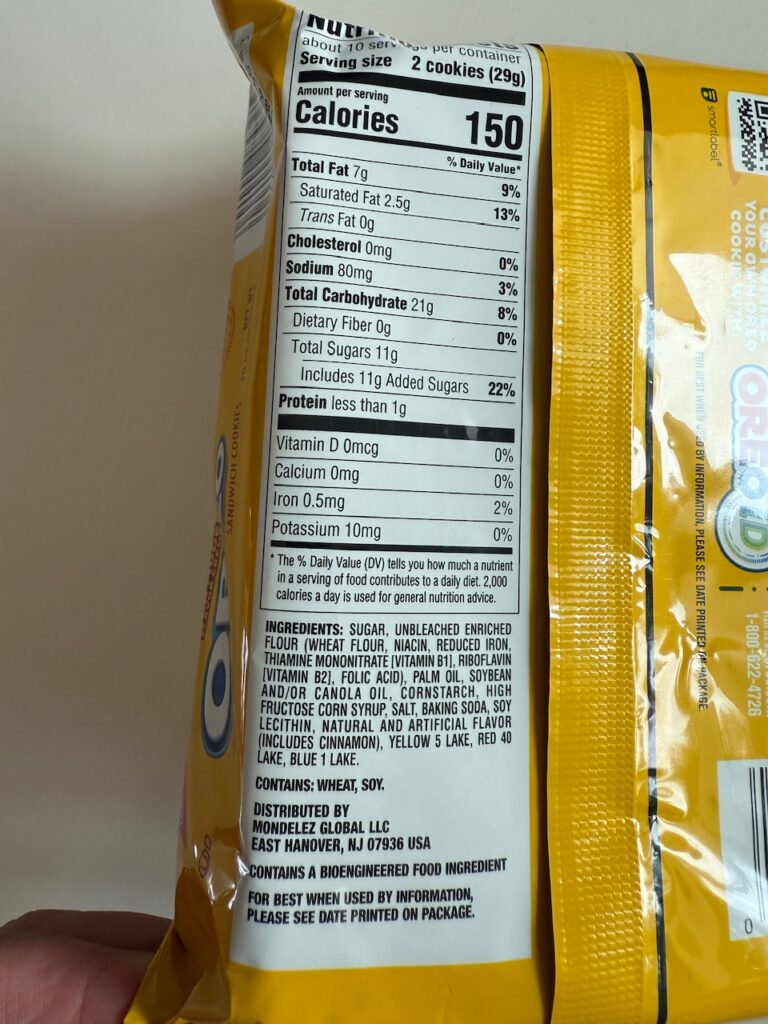 about 10 servings per container
Serving size 2 cookies (29g)
Amount per serving
Calories 150
% Daily Value*
Total Fat 7g 9%
Saturated Fat 2.5g 13%
Trans Fat 0g
Cholesterol 0mg 0%
Sodium 80mg 3%
Total Carbohydrate 21g 8%
Dietary Fiber 0g 0%
Total Sugars 11g
Includes 11g Added Sugars 22%
Protein less than 1g
Vitamin D 0mcg 0%
Calcium 0mg 0%
Iron 0.5mg 2%
Potassium 10mg 0%
* The % Daily Value (DV) tells you how much a nutrient
in a serving of food contributes to a daily diet. 2,000
calories a day is used for general nutrition advice.
INGREDIENTS: SUGAR, UNBLEACHED ENRICHED
FLOUR (WHEAT FLOUR, NIACIN, REDUCED IRON,
THIAMINE MONONITRATE [VITAMIN B1], RIBOFLAVIN
[VITAMIN B2], FOLIC ACID), PALM OIL, SOYBEAN
AND/OR CANOLA OIL, CORNSTARCH, HIGH
FRUCTOSE CORN SYRUP, SALT, BAKING SODA, SOY
LECITHIN, NATURAL AND ARTIFICIAL FLAVOR
(INCLUDES CINNAMON), YELLOW 5 LAKE, RED 40
LAKE, BLUE 1 LAKE.
CONTAINS: WHEAT, SOY.
DISTRIBUTED BY
MONDELEZ GLOBAL LLC
EAST HANOVER, NJ 07936 USA
CONTAINS A BIOENGINEERED FOOD INGREDIENT
FOR BEST WHEN USED BY INFORMATION,
PLEASE SEE DATE PRINTED ON PACKAGE.
SANDWICH COOKIES
NET WT
smartlabel®
YOUR OWN
COOKIE WITH
OREOiD
FOR BEST WHEN USED BY INFORMATION, PLEASE SEE DATE PRINTED ON PACKAGE.
1-800-622-4726
0